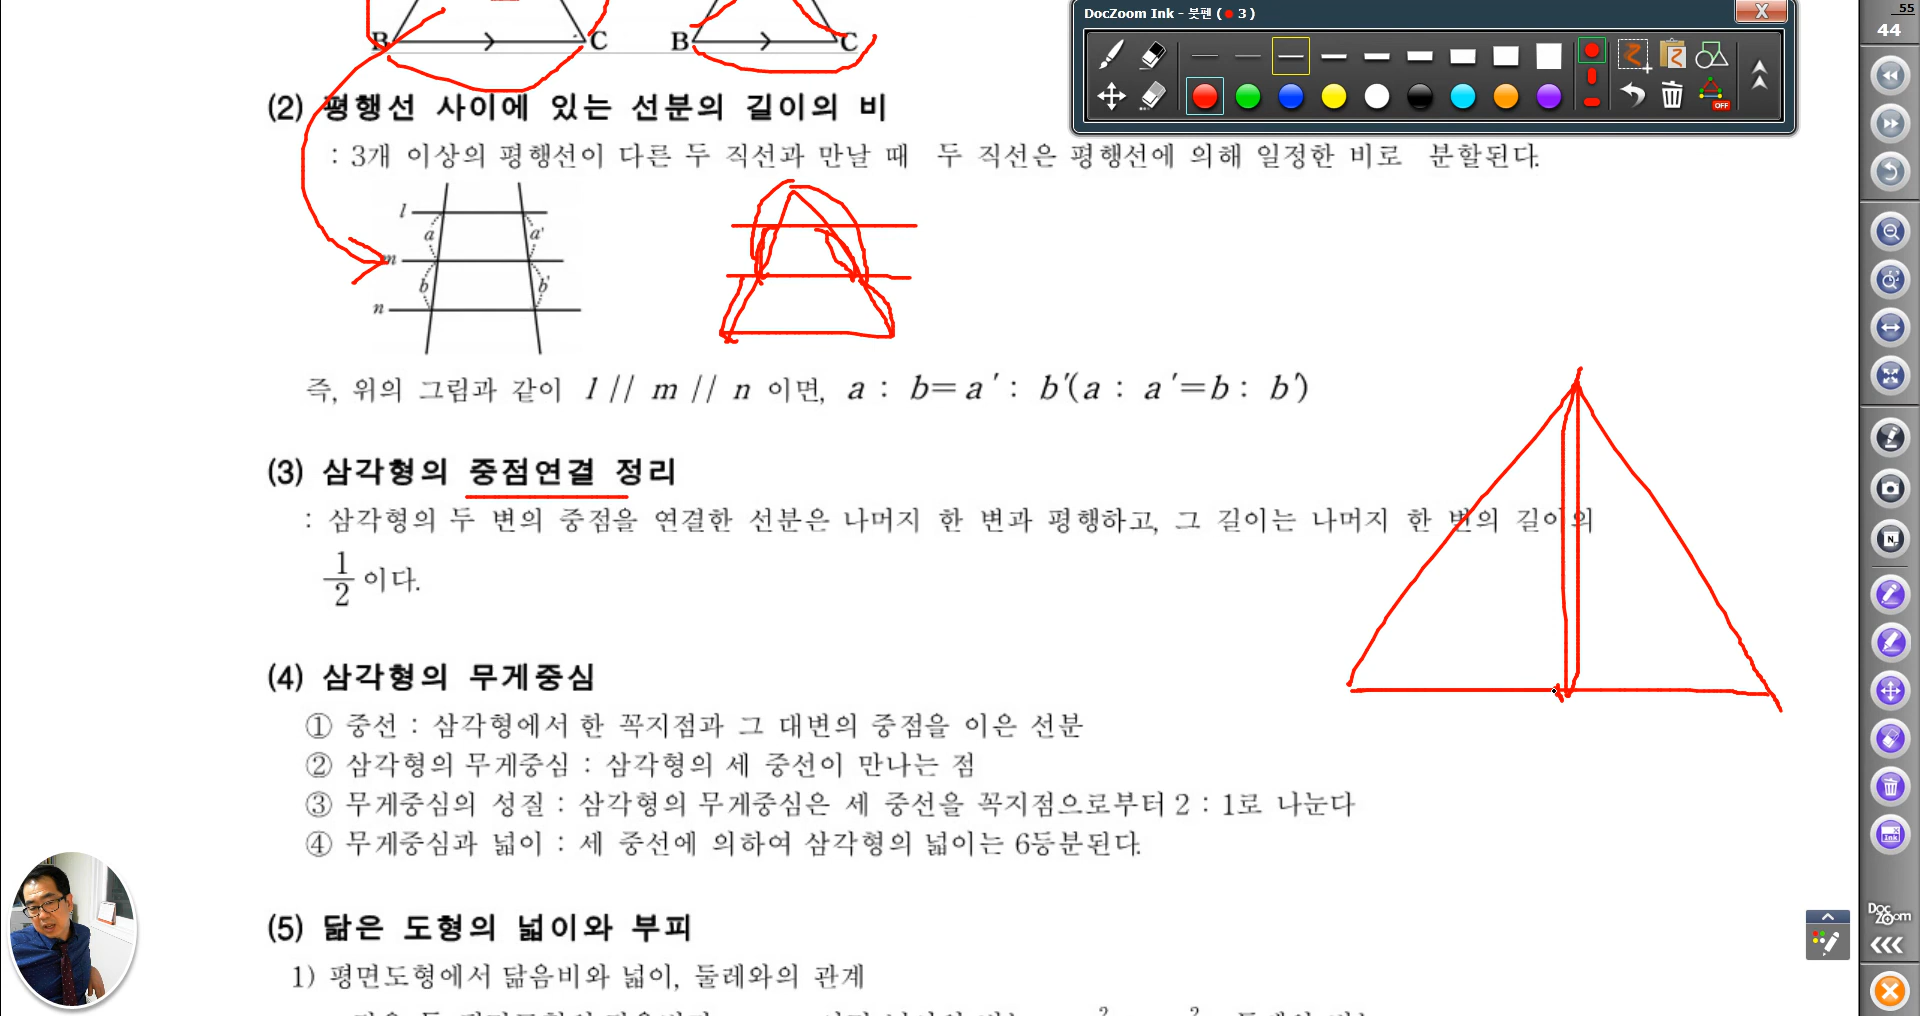 55
44
DocZoom Ink - 붓펜 ( 3 )
X
OFF
B C B C
(2) 평행선 사이에 있는 선분의 길이의 비
: 3개 이상의 평행선이 다른 두 직선과 만날 때 두 직선은 평행선에 의해 일정한 비로 분할된다.
l
a a'
m
b b'
n
즉, 위의 그림과 같이 l // m // n 이면, a : b = a' : b'(a : a' = b : b')
(3) 삼각형의 중점연결 정리
: 삼각형의 두 변의 중점을 연결한 선분은 나머지 한 변과 평행하고, 그 길이는 나머지 한 변의 길이의
1/2 이다.
(4) 삼각형의 무게중심
① 중선 : 삼각형에서 한 꼭지점과 그 대변의 중점을 이은 선분
② 삼각형의 무게중심 : 삼각형의 세 중선이 만나는 점
③ 무게중심의 성질 : 삼각형의 무게중심은 세 중선을 꼭지점으로부터 2 : 1로 나눈다
④ 무게중심과 넓이 : 세 중선에 의하여 삼각형의 넓이는 6등분된다.
(5) 닮은 도형의 넓이와 부피
1) 평면도형에서 닮음비와 넓이, 둘레와의 관계
N
Ink
Doc Zoom